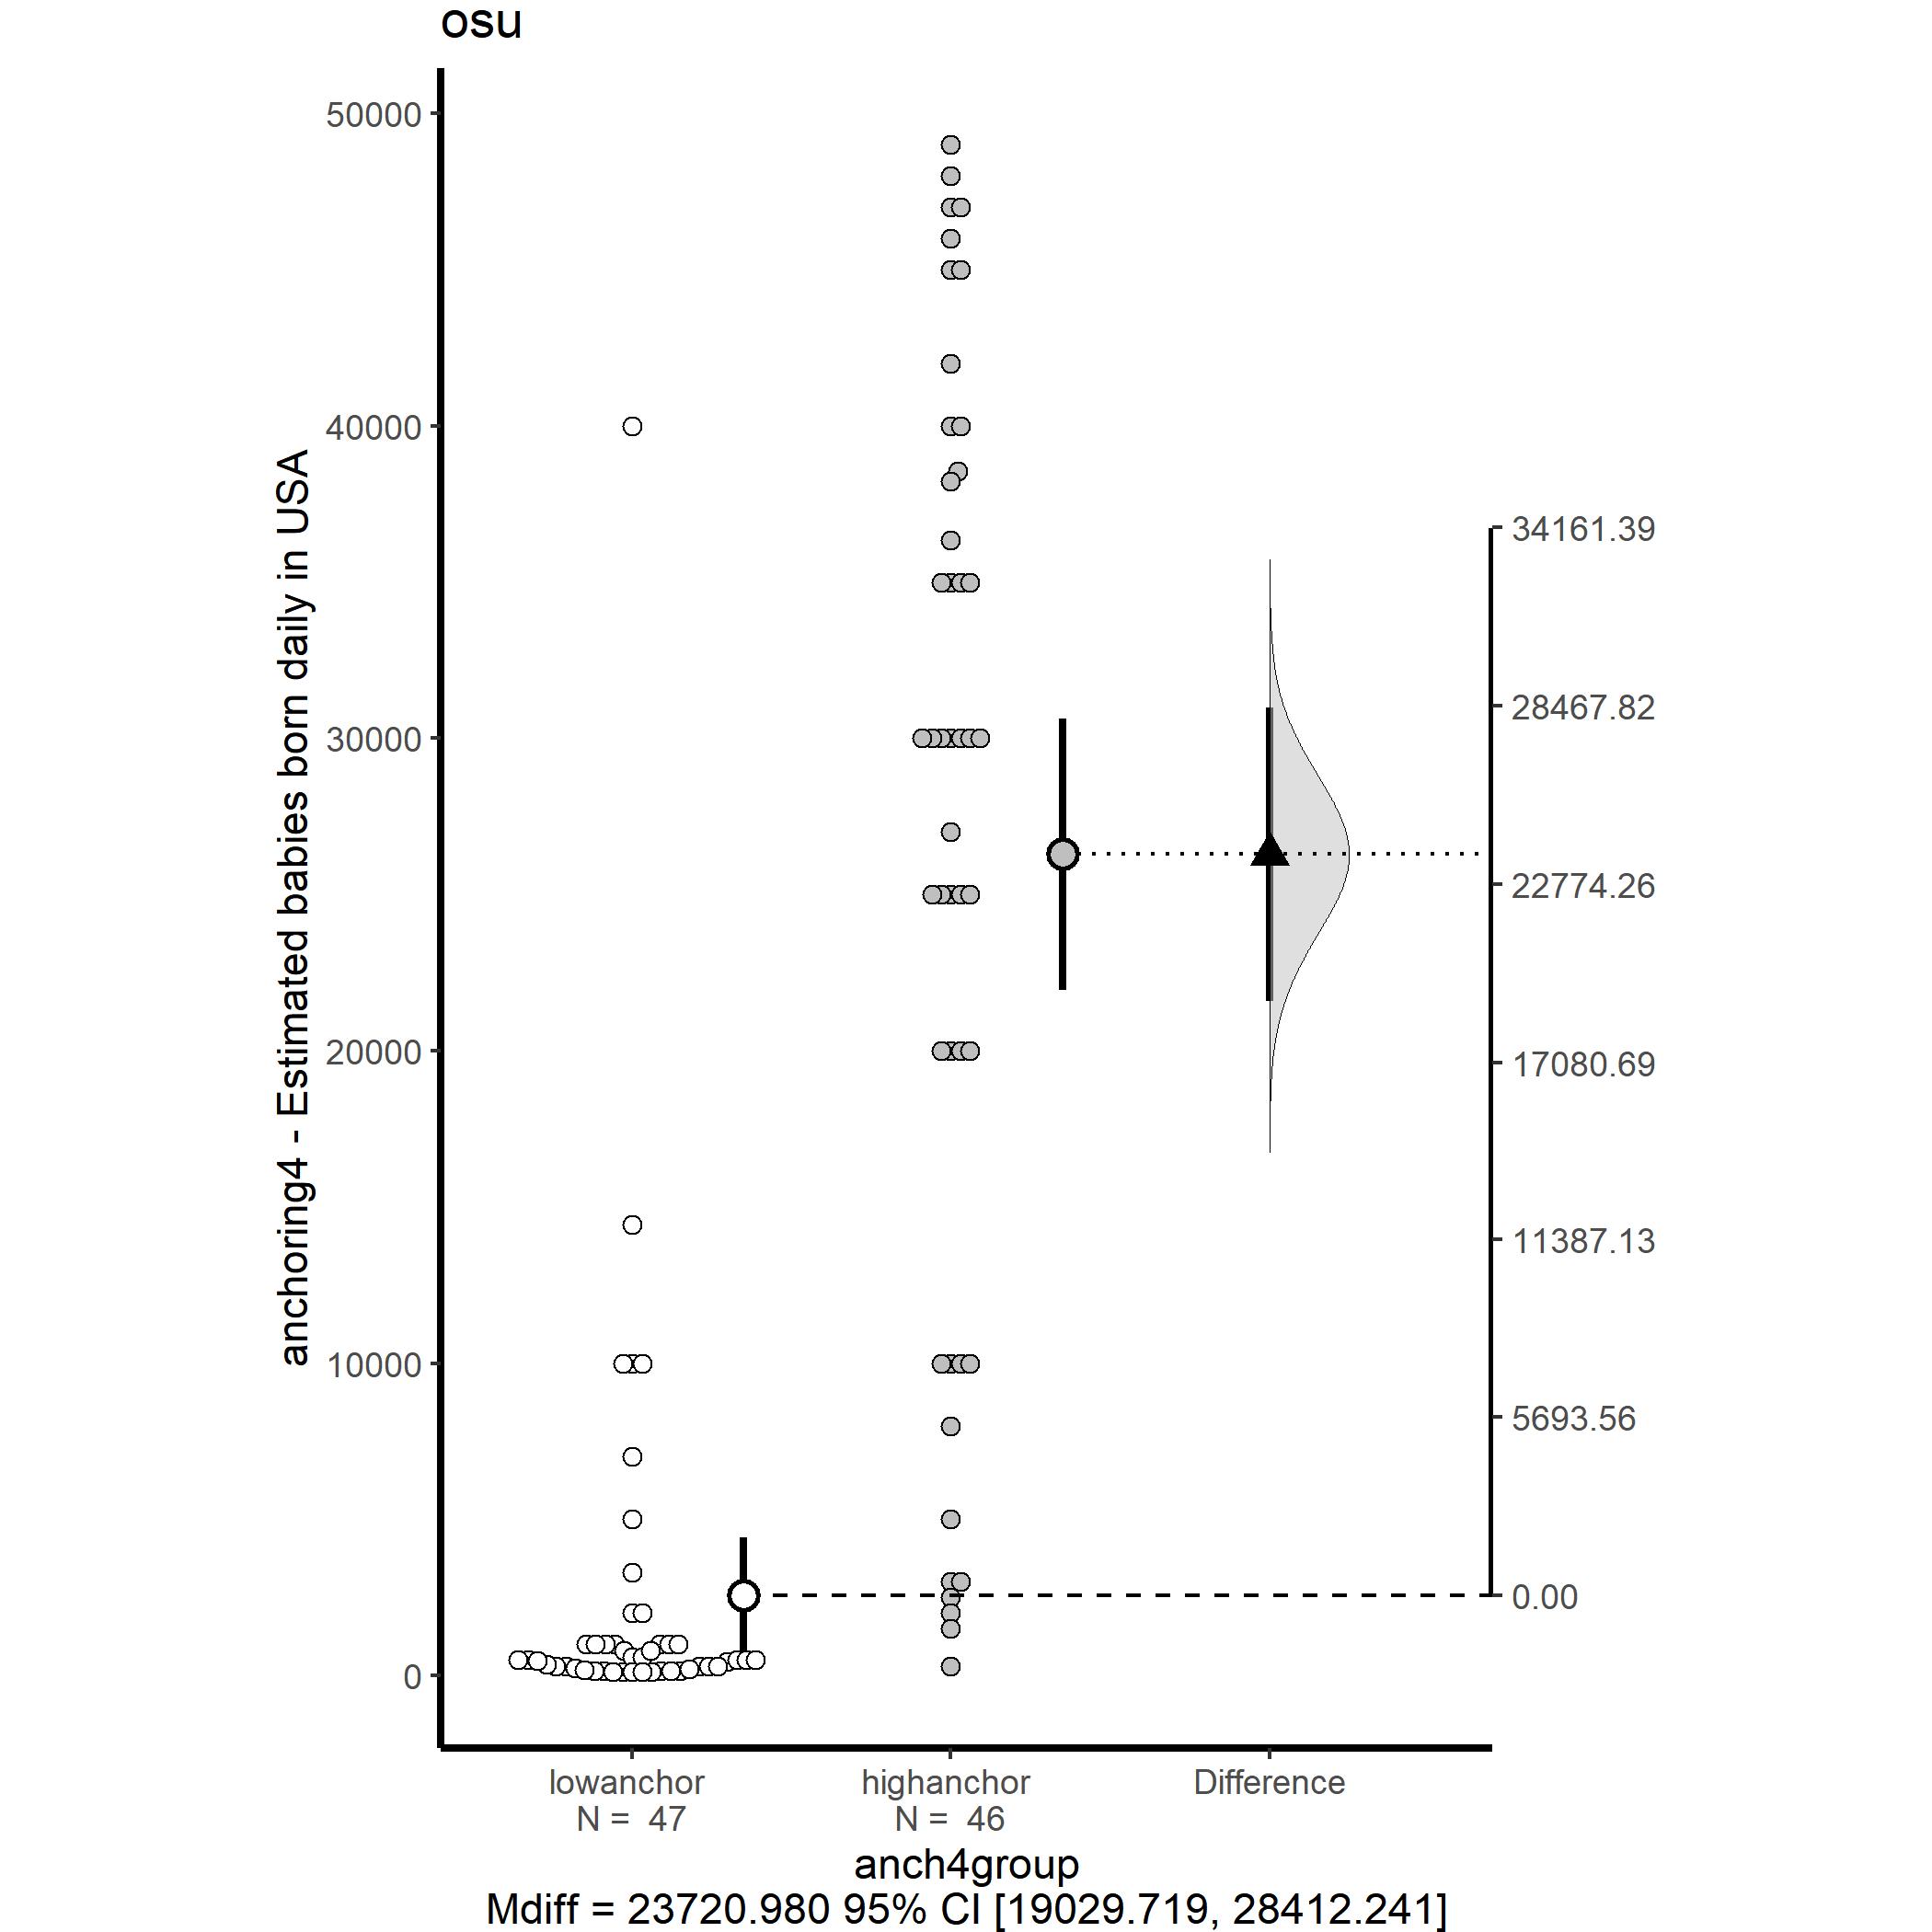 osu
anchoring4 - Estimated babies born daily in USA
50000
40000
30000
20000
10000
0
34161.39
28467.82
22774.26
17080.69
11387.13
5693.56
0.00
lowanchor
N =  47
highanchor
N =  46
Difference
anch4group
Mdiff = 23720.980 95% CI [19029.719, 28412.241]